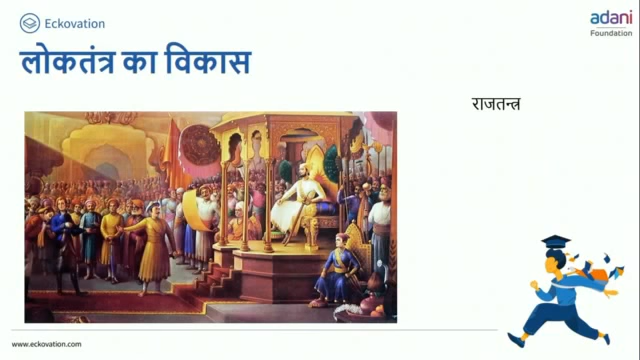 Eckovation
adani
Foundation
लोकतंत्र का विकास
राजतन्त्र
www.eckovation.com